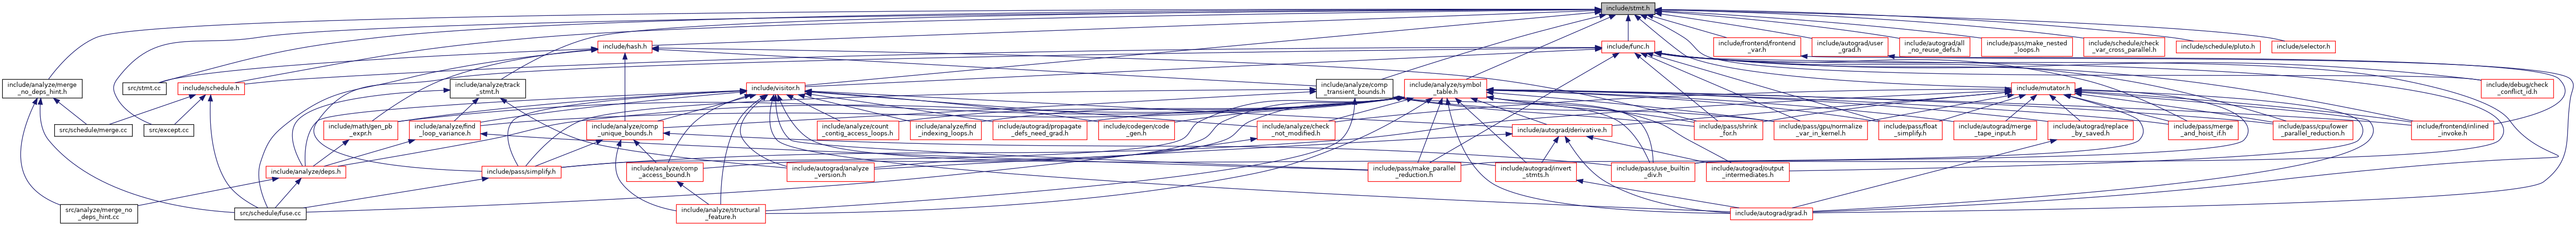 include/stmt.h
include/hash.h
include/func.h
include/frontend/frontend
_var.h
include/autograd/user
_grad.h
include/autograd/all
_no_reuse_defs.h
include/pass/make_nested
_loops.h
include/schedule/check
_var_cross_parallel.h
include/schedule/pluto.h
include/selector.h
include/analyze/merge
_no_deps_hint.h
src/stmt.cc
include/schedule.h
include/analyze/track
_stmt.h
include/visitor.h
include/analyze/comp
_transient_bounds.h
include/analyze/symbol
_table.h
include/mutator.h
include/debug/check
_conflict_id.h
src/schedule/merge.cc
src/except.cc
include/math/gen_pb
_expr.h
include/analyze/find
_loop_variance.h
include/analyze/comp
_unique_bounds.h
include/analyze/count
_contig_access_loops.h
include/analyze/find
_indexing_loops.h
include/autograd/propagate
_defs_need_grad.h
include/codegen/code
_gen.h
include/analyze/check
_not_modified.h
include/autograd/derivative.h
include/pass/shrink
_for.h
include/pass/gpu/normalize
_var_in_kernel.h
include/pass/float
_simplify.h
include/autograd/merge
_tape_input.h
include/autograd/replace
_by_saved.h
include/pass/merge
_and_hoist_if.h
include/pass/cpu/lower
_parallel_reduction.h
include/frontend/inlined
_invoke.h
include/analyze/deps.h
include/pass/simplify.h
include/analyze/comp
_access_bound.h
include/autograd/analyze
_version.h
include/pass/make_parallel
_reduction.h
include/autograd/invert
_stmts.h
include/pass/use_builtin
_div.h
include/autograd/output
_intermediates.h
src/analyze/merge_no
_deps_hint.cc
src/schedule/fuse.cc
include/analyze/structural
_feature.h
include/autograd/grad.h